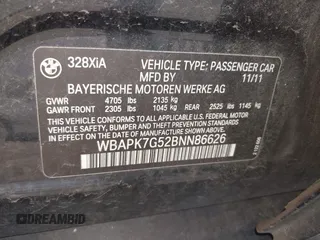 328XiA VEHICLE TYPE: PASSENGER CAR
MFD BY 11/11
BAYERISCHE MOTOREN WERKE AG
GVWR 4705 lbs 2135 kg
GAWR FRONT 2305 lbs 1045 kg REAR 2525 lbs 1145 kg
THIS VEHICLE CONFORMS TO ALL APPLICABLE U.S. FEDERAL
MOTOR VEHICLE SAFETY, BUMPER, AND THEFT PREVENTION
STANDARDS IN EFFECT ON THE DATE OF MANUFACTURE SHOWN ABOVE.
WBAPK7G52BNN86626
DREAMBID